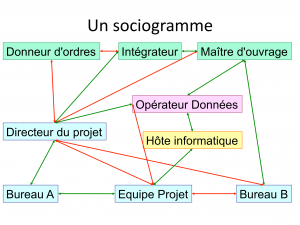 Un sociogramme
Donneur d'ordres
Intégrateur
Maître d'ouvrage
Opérateur Données
Directeur du projet
Hôte informatique
Bureau A
Equipe Projet
Bureau B